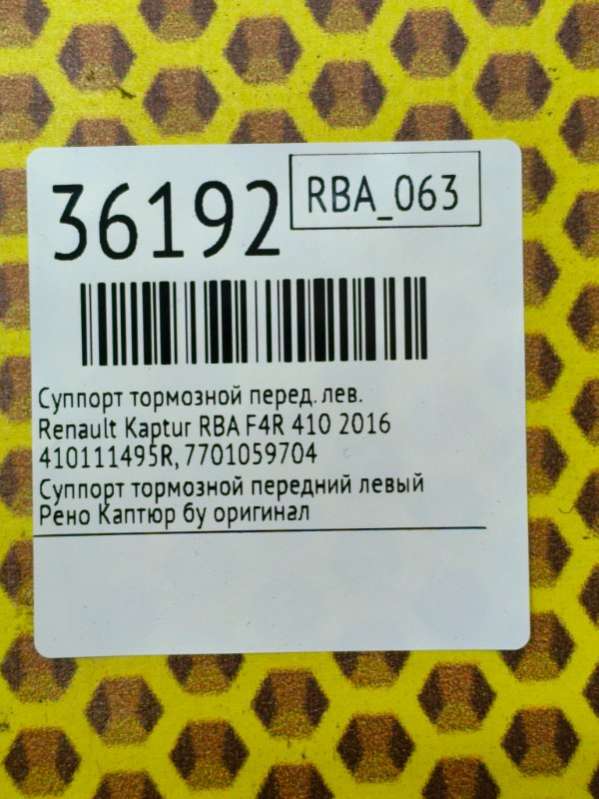 36192
RBA_063
Суппорт тормозной перед. лев.
Renault Kaptur RBA F4R 410 2016
410111495R, 7701059704
Суппорт тормозной передний левый
Рено Каптюр бу оригинал